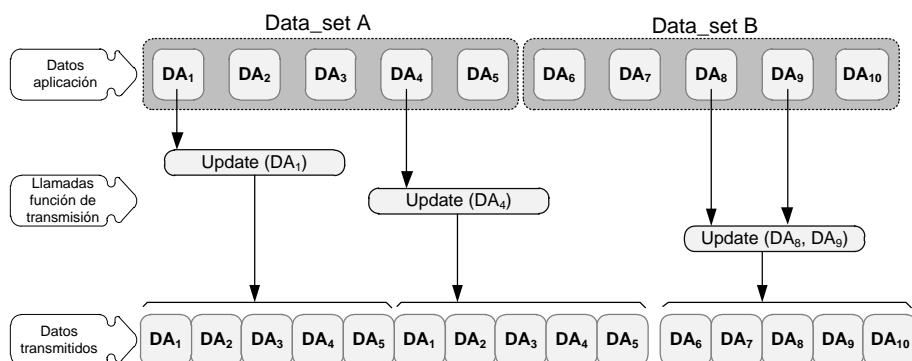 Data_set A
Data_set B
Datos
aplicación
DA1 DA2 DA3 DA4 DA5 DA6 DA7 DA8 DA9 DA10
Update (DA1)
Llamadas
función de
transmisión
Update (DA4)
Update (DA8, DA9)
Datos
transmitidos
DA1 DA2 DA3 DA4 DA5 DA1 DA2 DA3 DA4 DA5 DA6 DA7 DA8 DA9 DA10